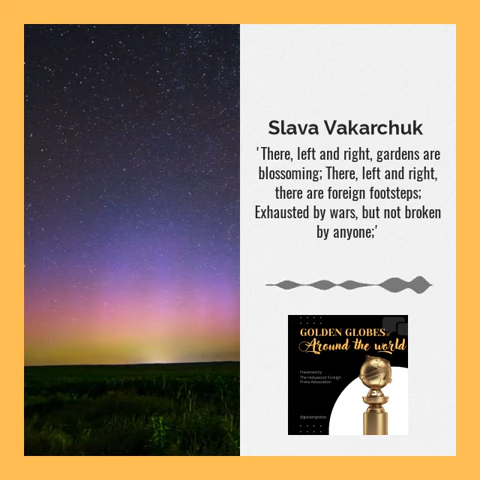 Slava Vakarchuk
'There, left and right, gardens are
blossoming; There, left and right,
there are foreign footsteps;
Exhausted by wars, but not broken
by anyone;'
GOLDEN GLOBES
Around the world
Presented by
The Hollywood Foreign
Press Association
@goldenglobes